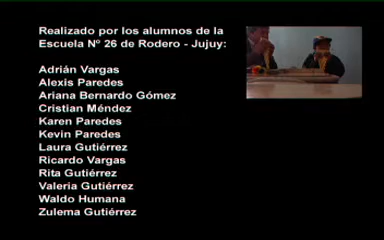 Realizado por los alumnos de la
Escuela Nº 26 de Rodero - Jujuy:
Adrián Vargas
Alexis Paredes
Ariana Bernardo Gómez
Cristian Méndez
Karen Paredes
Kevin Paredes
Laura Gutiérrez
Ricardo Vargas
Rita Gutiérrez
Valeria Gutiérrez
Waldo Humana
Zulema Gutiérrez